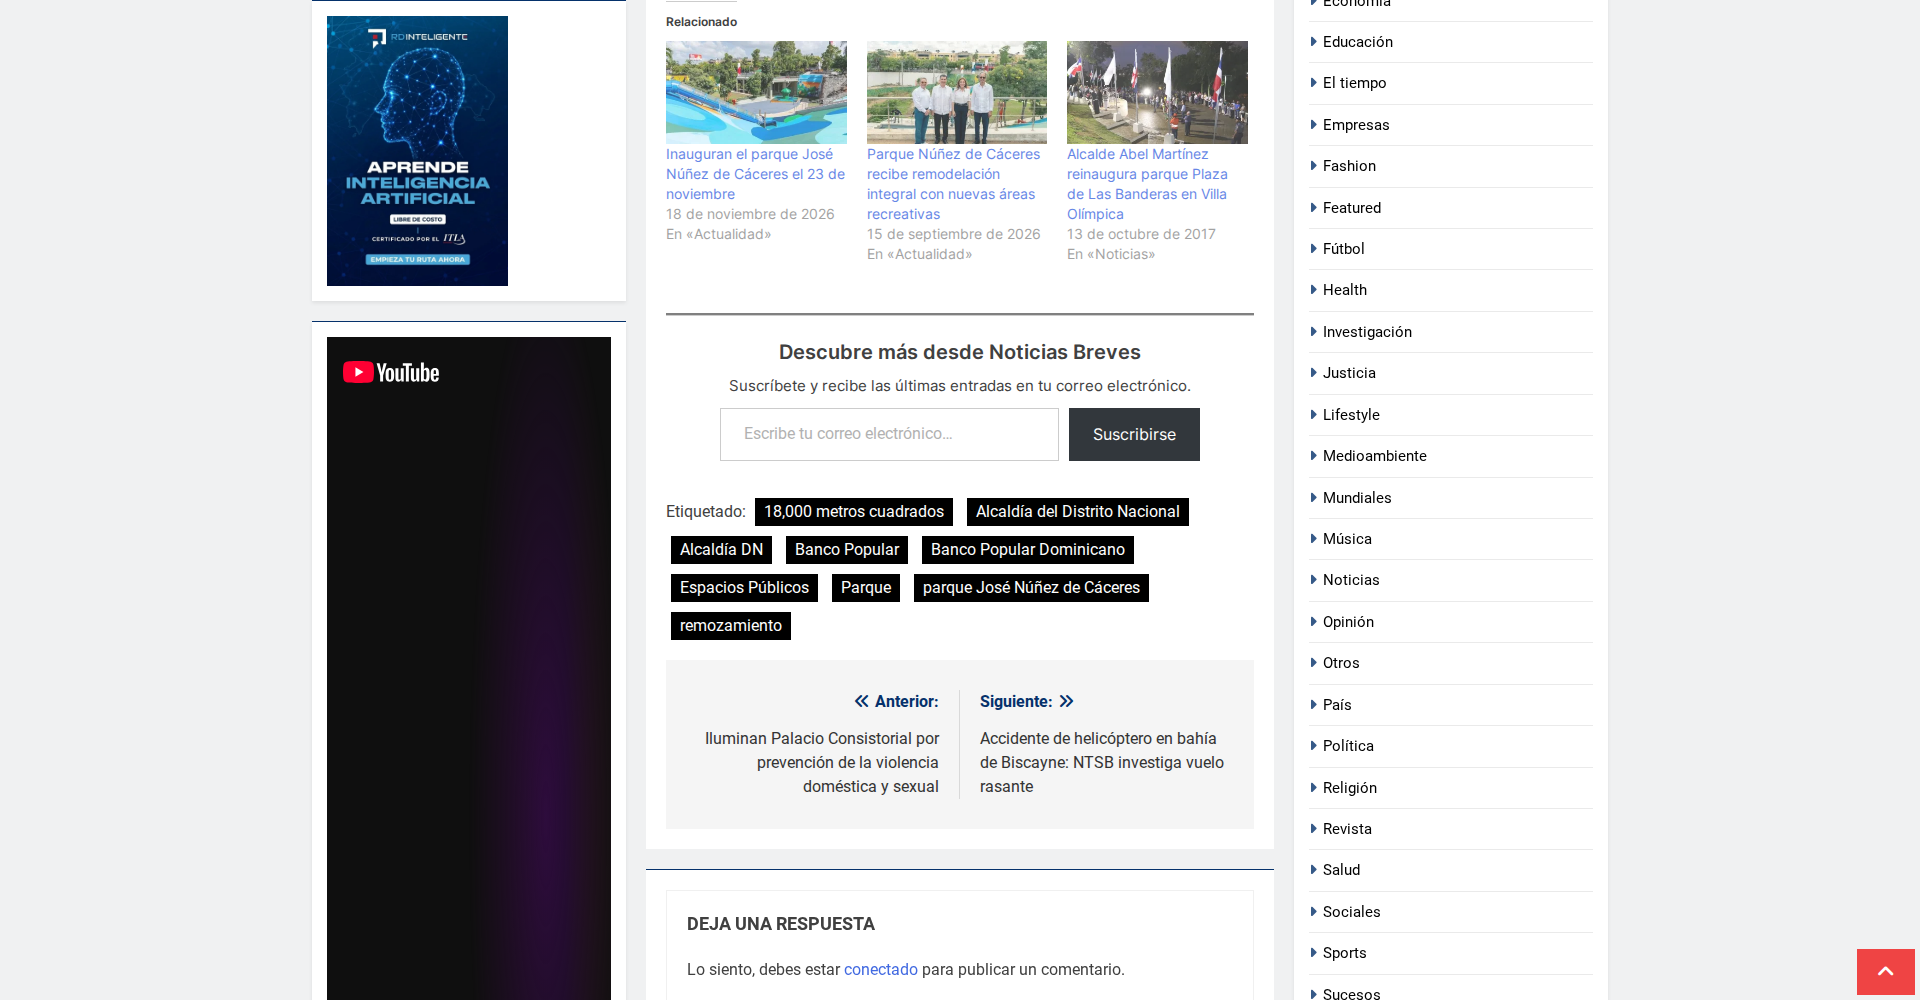 RD INTELIGENTE
APRENDE
INTELIGENCIA
ARTIFICIAL
LIBRE DE COSTO
CERTIFICADO POR EL ITLA
EMPIEZA TU RUTA AHORA
YouTube
Relacionado
Inauguran el parque José
Núñez de Cáceres el 23 de
noviembre
18 de noviembre de 2026
En «Actualidad»
Parque Núñez de Cáceres
recibe remodelación
integral con nuevas áreas
recreativas
15 de septiembre de 2026
En «Actualidad»
Alcalde Abel Martínez
reinaugura parque Plaza
de Las Banderas en Villa
Olímpica
13 de octubre de 2017
En «Noticias»
Descubre más desde Noticias Breves
Suscríbete y recibe las últimas entradas en tu correo electrónico.
Escribe tu correo electrónico…
Suscribirse
Etiquetado: 18,000 metros cuadrados Alcaldía del Distrito Nacional
Alcaldía DN Banco Popular Banco Popular Dominicano
Espacios Públicos Parque parque José Núñez de Cáceres
remozamiento
Anterior:
Iluminan Palacio Consistorial por
prevención de la violencia
doméstica y sexual
Siguiente:
Accidente de helicóptero en bahía
de Biscayne: NTSB investiga vuelo
rasante
DEJA UNA RESPUESTA
Lo siento, debes estar conectado para publicar un comentario.
Economía
Educación
El tiempo
Empresas
Fashion
Featured
Fútbol
Health
Investigación
Justicia
Lifestyle
Medioambiente
Mundiales
Música
Noticias
Opinión
Otros
País
Política
Religión
Revista
Salud
Sociales
Sports
Sucesos